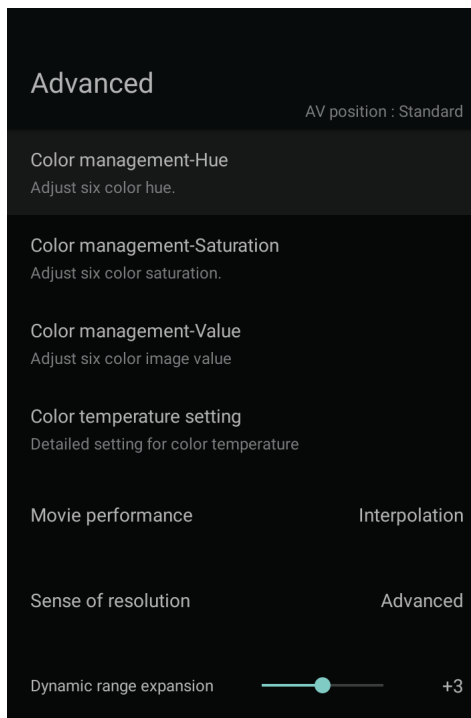 Advanced
AV position : Standard
Color management-Hue
Adjust six color hue.
Color management-Saturation
Adjust six color saturation.
Color management-Value
Adjust six color image value
Color temperature setting
Detailed setting for color temperature
Movie performance Interpolation
Sense of resolution Advanced
Dynamic range expansion +3